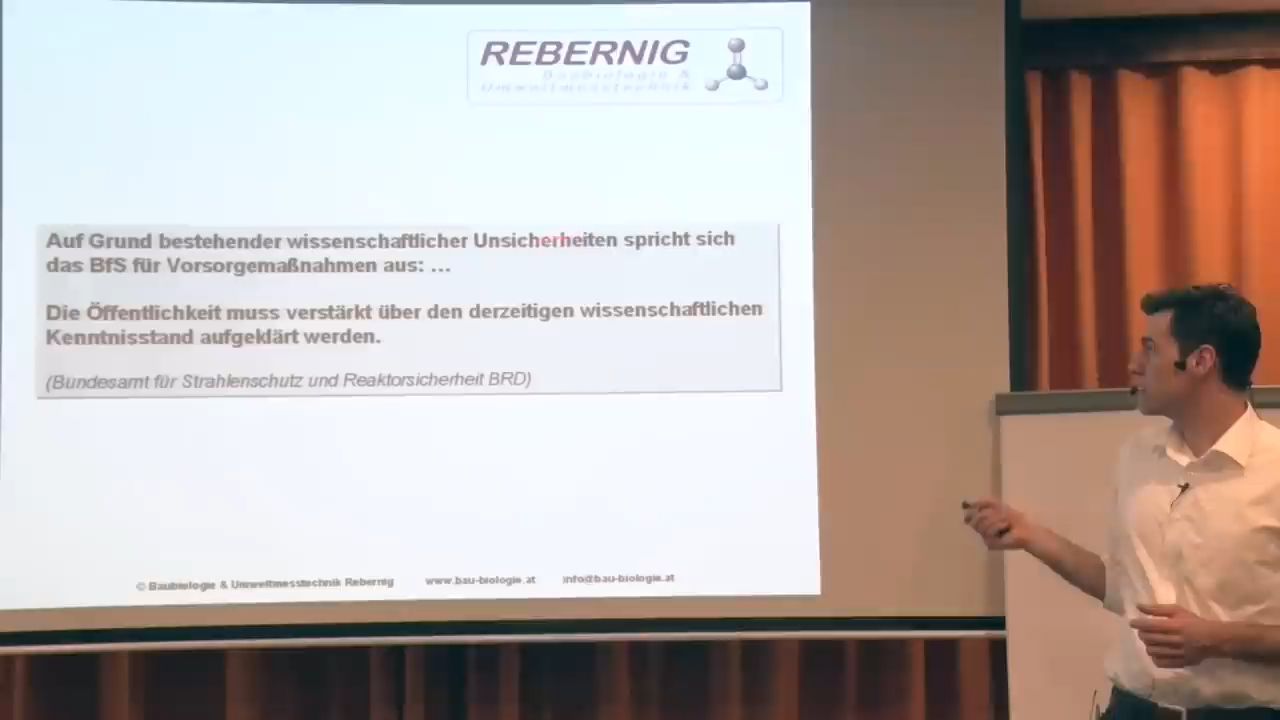 REBERNIG
Baubiologie &
Umweltmesstechnik
Auf Grund bestehender wissenschaftlicher Unsicherheiten spricht sich
das BfS für Vorsorgemaßnahmen aus: ...
Die Öffentlichkeit muss verstärkt über den derzeitigen wissenschaftlichen
Kenntnisstand aufgeklärt werden.
(Bundesamt für Strahlenschutz und Reaktorsicherheit BRD)
© Baubiologie & Umweltmesstechnik Rebernig www.bau-biologie.at info@bau-biologie.at